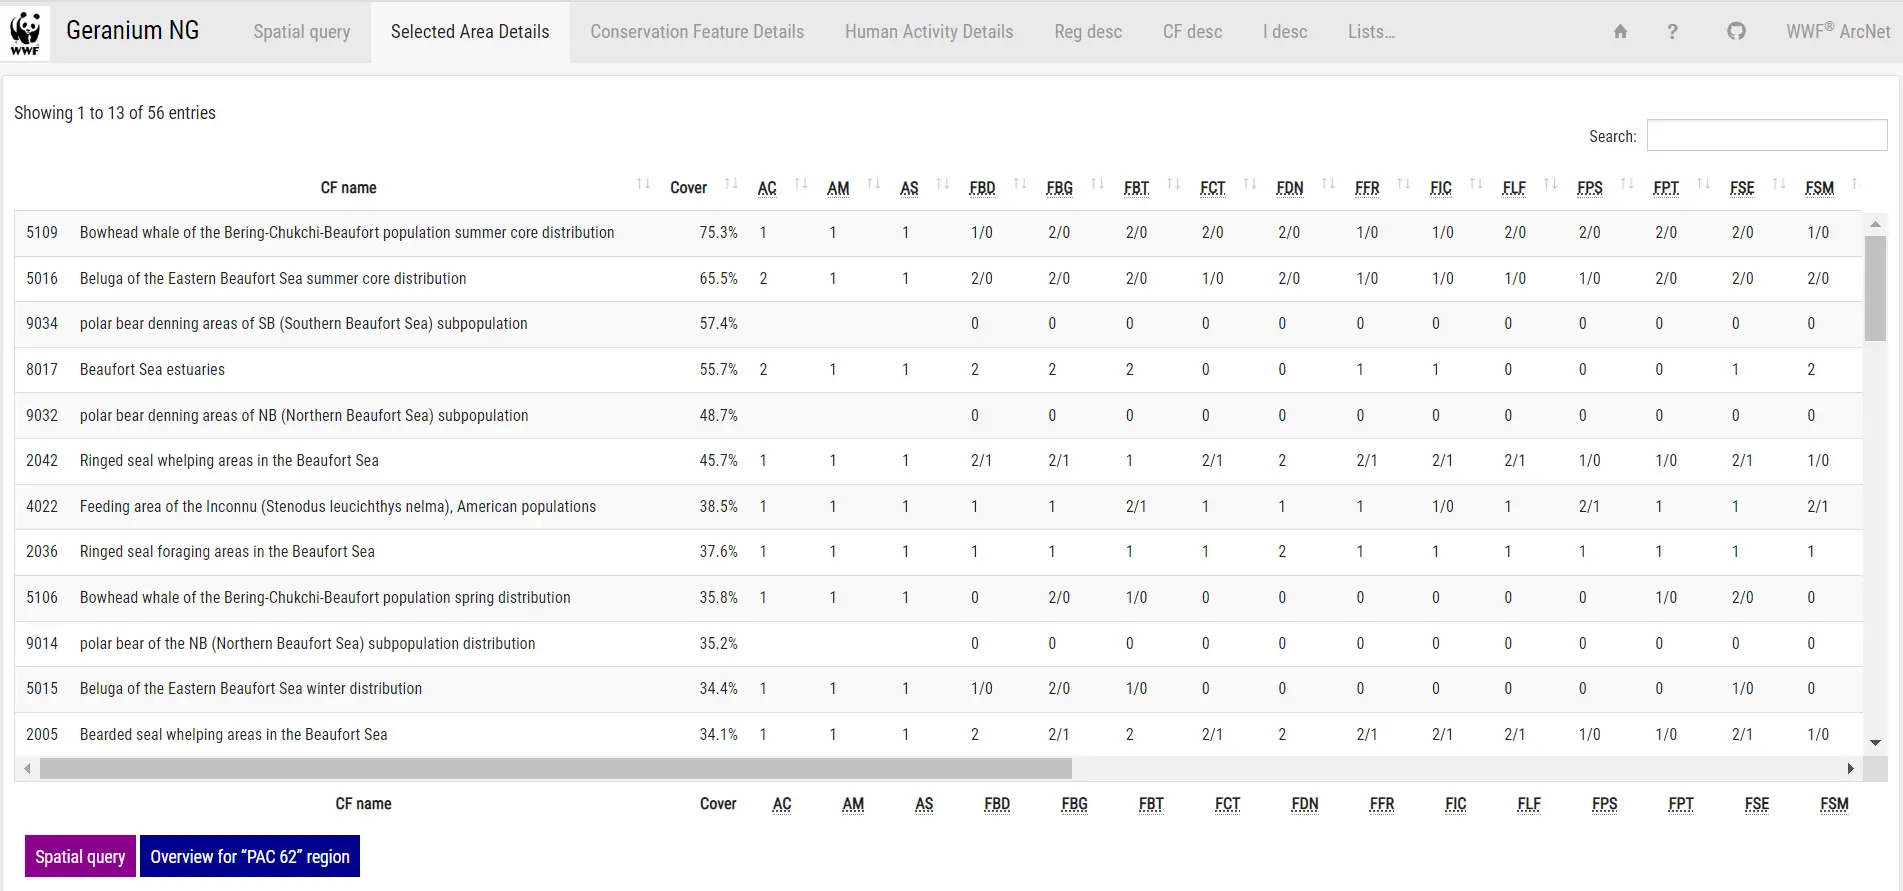 WWF Geranium NG Spatial query Selected Area Details Conservation Feature Details Human Activity Details Reg desc CF desc I desc Lists... ? WWF® ArcNet
Showing 1 to 13 of 56 entries
Search:
CF name Cover AC AM AS FBD FBG FBT FCT FDN FFR FIC FLF FPS FPT FSE FSM
5109 Bowhead whale of the Bering-Chukchi-Beaufort population summer core distribution 75.3% 1 1 1 1/0 2/0 2/0 2/0 2/0 1/0 1/0 2/0 2/0 2/0 2/0 1/0
5016 Beluga of the Eastern Beaufort Sea summer core distribution 65.5% 2 1 1 2/0 2/0 2/0 1/0 2/0 1/0 1/0 1/0 1/0 2/0 2/0 2/0
9034 polar bear denning areas of SB (Southern Beaufort Sea) subpopulation 57.4% 0 0 0 0 0 0 0 0 0 0 0 0
8017 Beaufort Sea estuaries 55.7% 2 1 1 2 2 2 0 0 1 1 0 0 0 1 2
9032 polar bear denning areas of NB (Northern Beaufort Sea) subpopulation 48.7% 0 0 0 0 0 0 0 0 0 0 0 0
2042 Ringed seal whelping areas in the Beaufort Sea 45.7% 1 1 1 2/1 2/1 1 2/1 2 2/1 2/1 2/1 1/0 1/0 2/1 1/0
4022 Feeding area of the Inconnu (Stenodus leucichthys nelma), American populations 38.5% 1 1 1 1 1 2/1 1 1 1 1/0 1 2/1 1 1 2/1
2036 Ringed seal foraging areas in the Beaufort Sea 37.6% 1 1 1 1 1 1 1 2 1 1 1 1 1 1 1
5106 Bowhead whale of the Bering-Chukchi-Beaufort population spring distribution 35.8% 1 1 1 0 2/0 1/0 0 0 0 0 0 0 1/0 2/0 0
9014 polar bear of the NB (Northern Beaufort Sea) subpopulation distribution 35.2% 0 0 0 0 0 0 0 0 0 0 0 0
5015 Beluga of the Eastern Beaufort Sea winter distribution 34.4% 1 1 1 1/0 2/0 1/0 0 0 0 0 0 0 0 1/0 0
2005 Bearded seal whelping areas in the Beaufort Sea 34.1% 1 1 1 2 2/1 2 2/1 2 2/1 2/1 2/1 1/0 1/0 2/1 1/0
CF name Cover AC AM AS FBD FBG FBT FCT FDN FFR FIC FLF FPS FPT FSE FSM
Spatial query Overview for “PAC 62” region